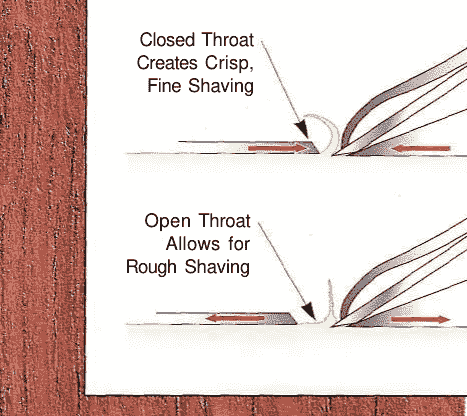 Closed Throat
Creates Crisp,
Fine Shaving
Open Throat
Allows for
Rough Shaving